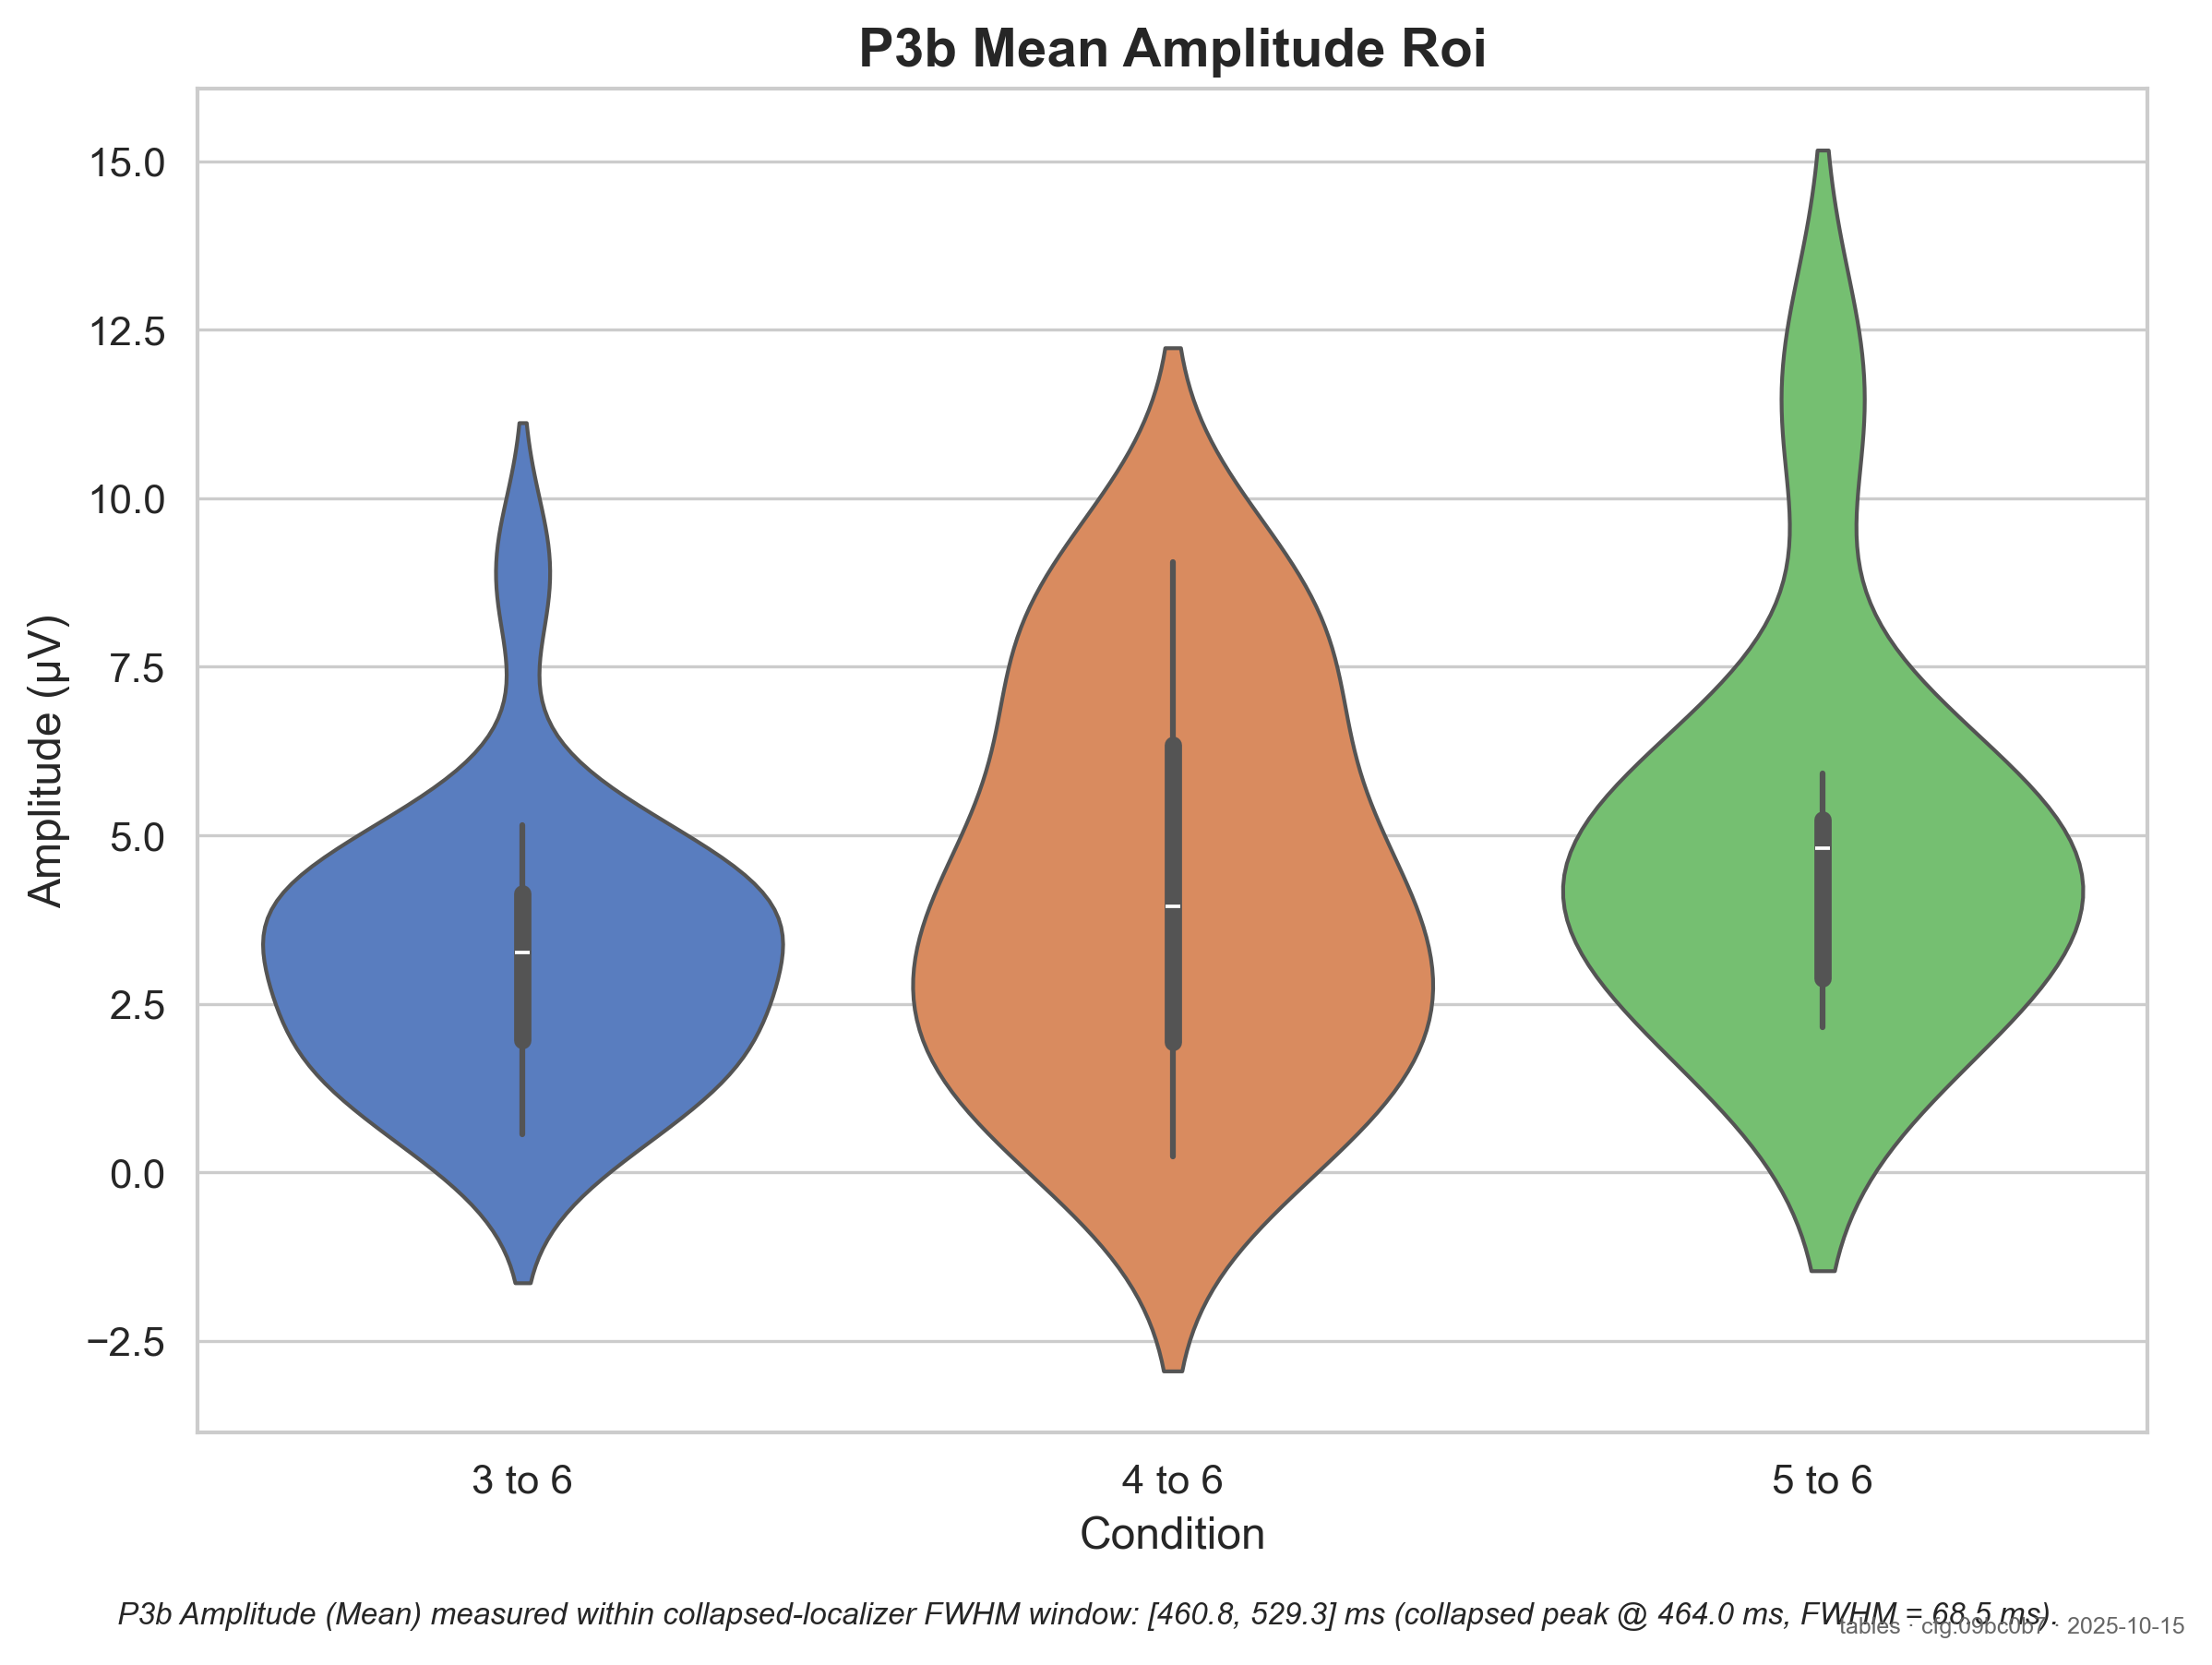 P3b Mean Amplitude Roi
Amplitude (µV)
15.0
12.5
10.0
7.5
5.0
2.5
0.0
−2.5
3 to 6
4 to 6
5 to 6
Condition
P3b Amplitude (Mean) measured within collapsed-localizer FWHM window: [460.8, 529.3] ms (collapsed peak @ 464.0 ms, FWHM = 68.5 ms).
tables · cfg:09bc0b7 · 2025-10-15